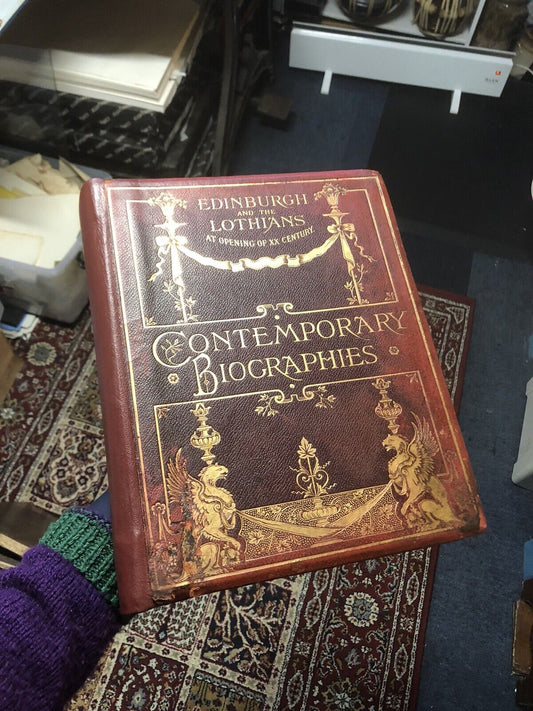 EDINBURGH
AND THE
LOTHIANS
AT OPENING OF XX CENTURY.
CONTEMPORARY
BIOGRAPHIES